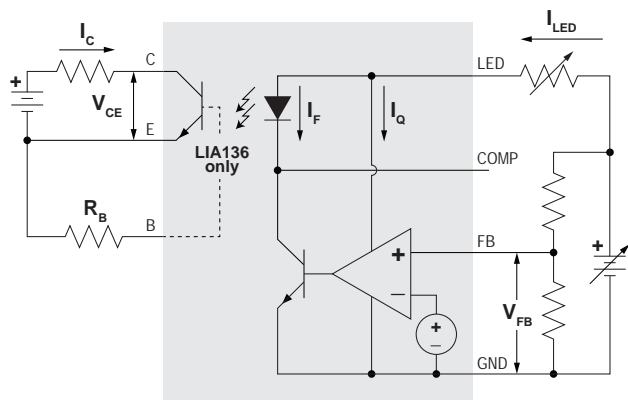 I_C
I_LED
C
LED
+
V_CE
I_F
I_Q
E
LIA136
only
COMP
R_B
B
FB
+
+
−
V_FB
+
−
GND